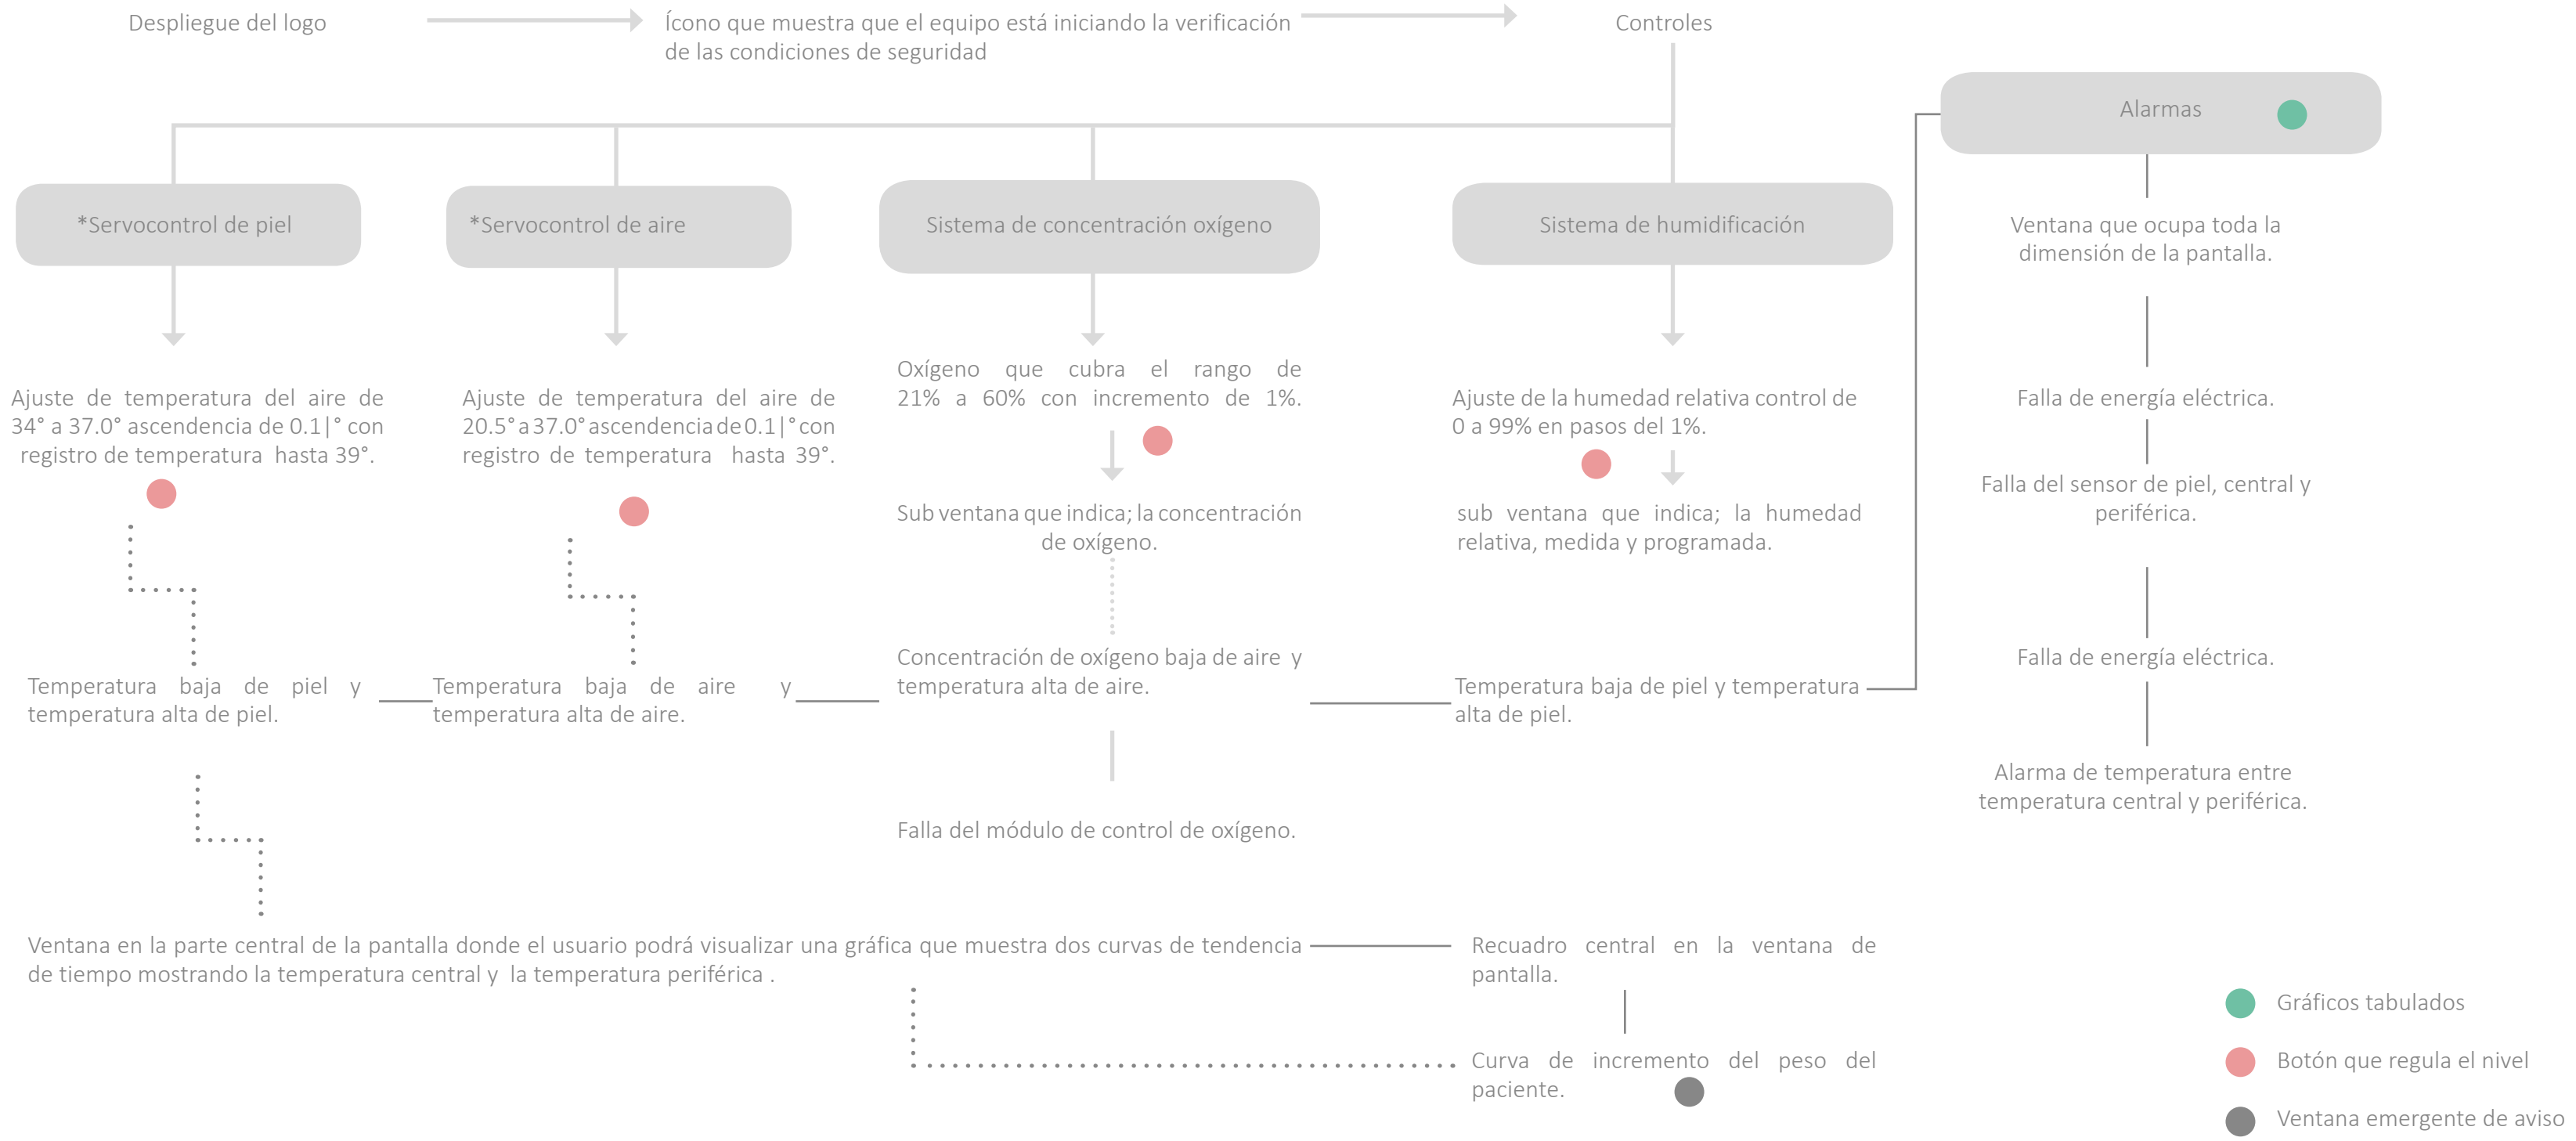 Despliegue del logo
Ícono que muestra que el equipo está iniciando la verificación
de las condiciones de seguridad
Controles
Alarmas
*Servocontrol de piel
*Servocontrol de aire
Sistema de concentración oxígeno
Sistema de humidificación
Ventana que ocupa toda la
dimensión de la pantalla.
Ajuste de temperatura del aire de
34° a 37.0° ascendencia de 0.1|° con
registro de temperatura hasta 39°.
Ajuste de temperatura del aire de
20.5° a 37.0° ascendencia de 0.1|° con
registro de temperatura hasta 39°.
Oxígeno que cubra el rango de
21% a 60% con incremento de 1%.
Ajuste de la humedad relativa control de
0 a 99% en pasos del 1%.
Falla de energía eléctrica.
Sub ventana que indica; la concentración
de oxígeno.
sub ventana que indica; la humedad
relativa, medida y programada.
Falla del sensor de piel, central y
periférica.
Temperatura baja de piel y
temperatura alta de piel.
Temperatura baja de aire y
temperatura alta de aire.
Concentración de oxígeno baja de aire y
temperatura alta de aire.
Temperatura baja de piel y temperatura
alta de piel.
Falla de energía eléctrica.
Falla del módulo de control de oxígeno.
Alarma de temperatura entre
temperatura central y periférica.
Ventana en la parte central de la pantalla donde el usuario podrá visualizar una gráfica que muestra dos curvas de tendencia
de tiempo mostrando la temperatura central y la temperatura periférica .
Recuadro central en la ventana de
pantalla.
Curva de incremento del peso del
paciente.
Gráficos tabulados
Botón que regula el nivel
Ventana emergente de aviso